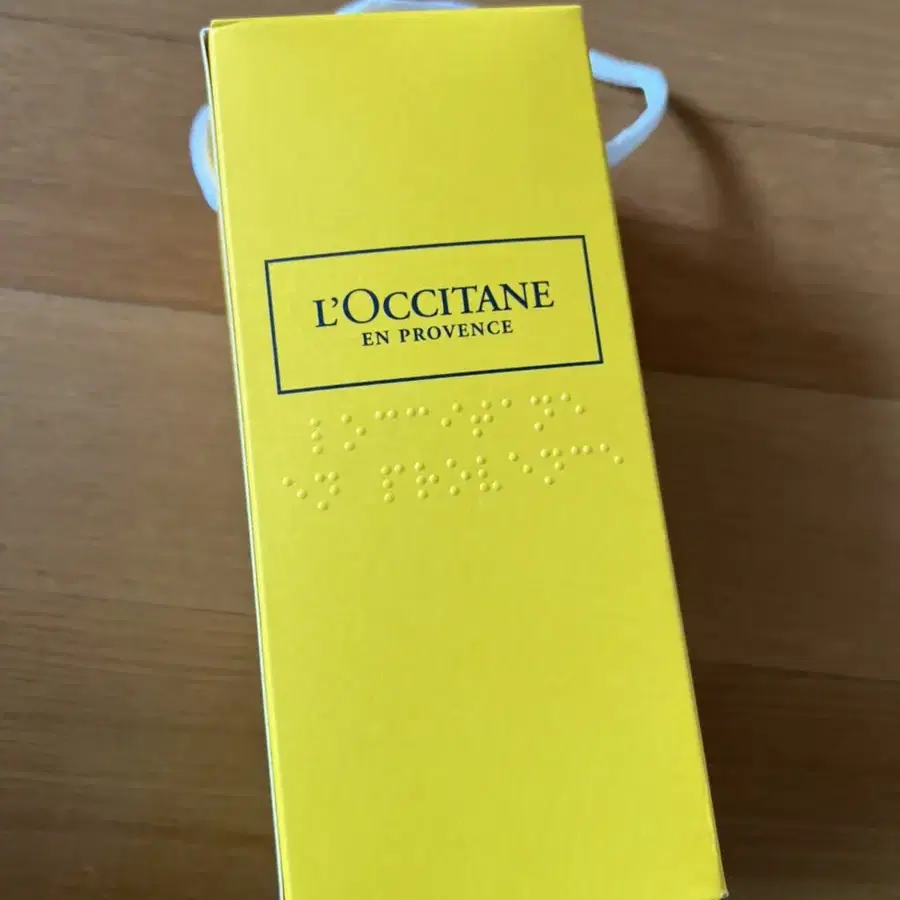 L'OCCITANE
EN PROVENCE
⠇⠕⠉⠉⠊⠞⠁⠝⠑
⠑⠝ ⠏⠗⠕⠧⠑⠝⠉⠑